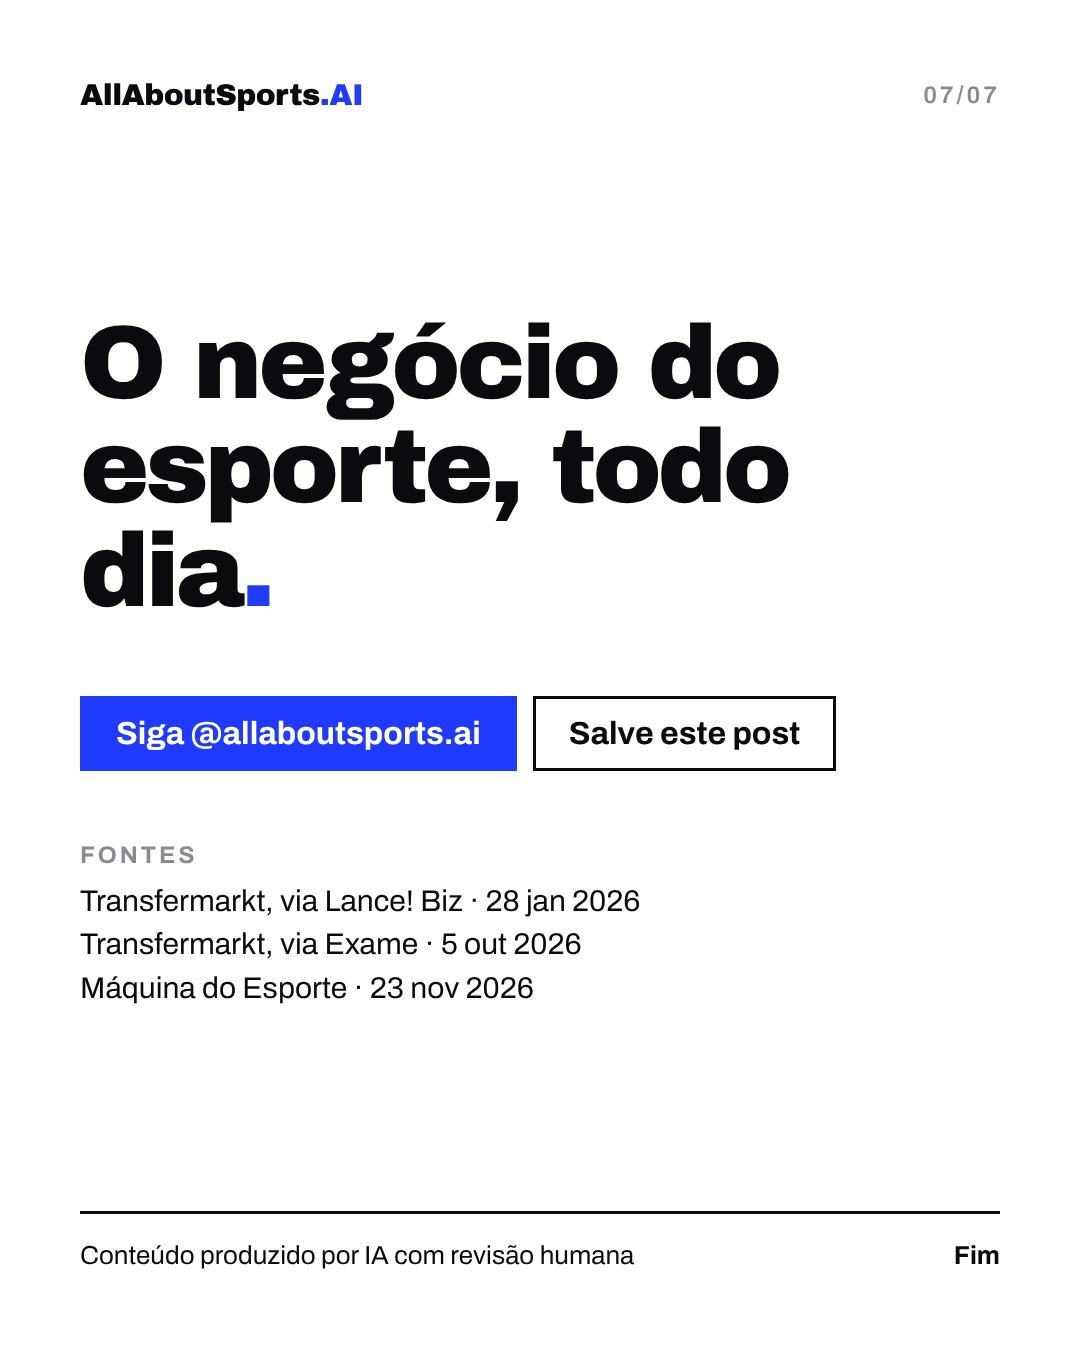 AllAboutSports.AI
07/07
O negócio do
esporte, todo
dia.
Siga @allaboutsports.ai
Salve este post
FONTES
Transfermarkt, via Lance! Biz · 28 jan 2026
Transfermarkt, via Exame · 5 out 2026
Máquina do Esporte · 23 nov 2026
Conteúdo produzido por IA com revisão humana
Fim